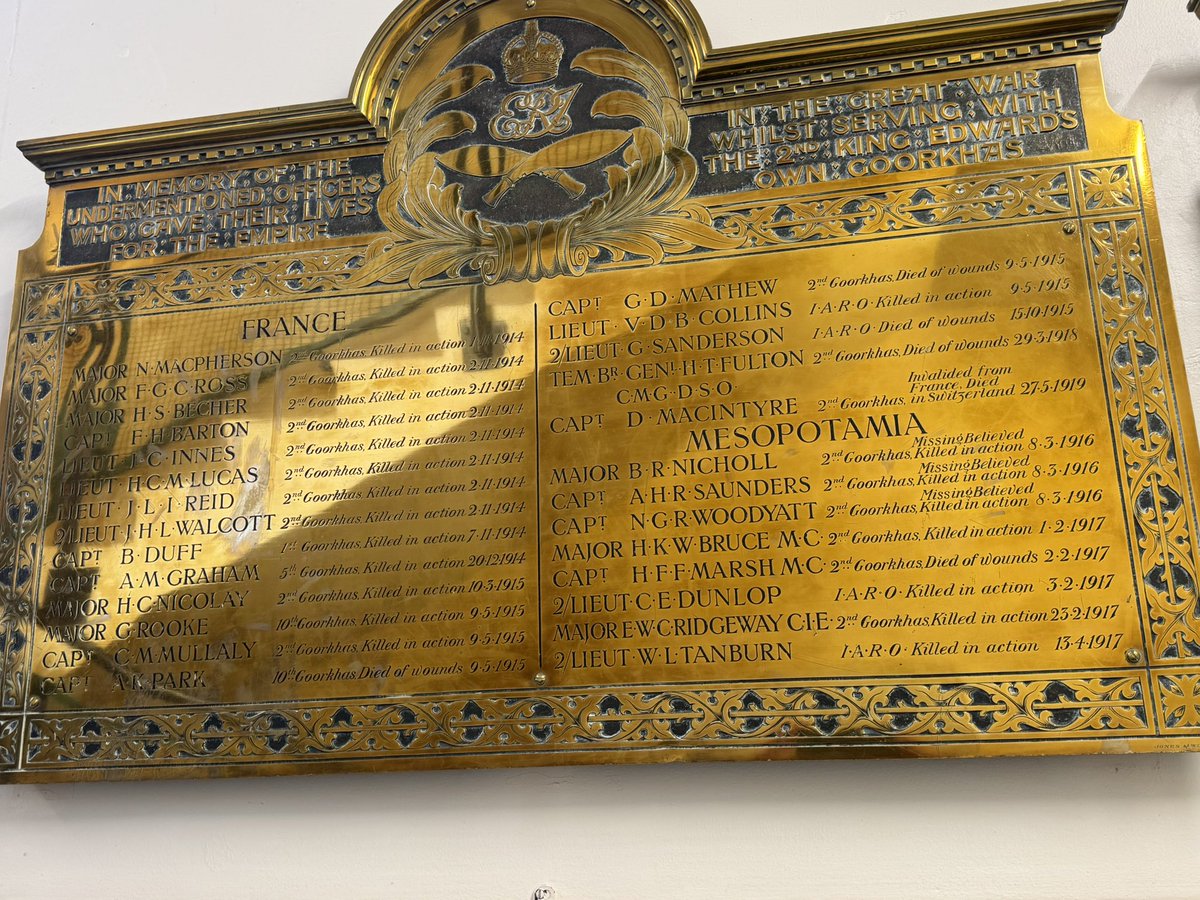 IN MEMORY OF THE
UNDERMENTIONED OFFICERS
WHO GAVE THEIR LIVES
FOR THE EMPIRE
IN THE GREAT WAR
WHILST SERVING WITH
THE 2ND KING EDWARDS
OWN GOORKHAS
FRANCE
MAJOR N·MACPHERSON 2nd Goorkhas, Killed in action
MAJOR F·G·C·ROSS 2nd Goorkhas, Killed in action 2·11·1914
MAJOR H·S·BECHER 2nd Goorkhas, Killed in action 2·11·1914
CAPT F·H·BARTON 2nd Goorkhas, Killed in action 2·11·1914
LIEUT INNES 2nd Goorkhas, Killed in action 2·11·1914
LIEUT H·C·M·LUCAS 2nd Goorkhas, Killed in action 2·11·1914
LIEUT J·L·I·REID 2nd Goorkhas, Killed in action 2·11·1914
2/LIEUT J·H·L·WALCOTT 2nd Goorkhas, Killed in action 2·11·1914
CAPT B·DUFF 1st Goorkhas, Killed in action 7·11·1914
CAPT A·M·GRAHAM 5th Goorkhas, Killed in action 20·12·1914
MAJOR H·C·NICOLAY 2nd Goorkhas, Killed in action 10·3·1915
MAJOR G·ROOKE 10th Goorkhas, Killed in action 9·5·1915
CAPT C·M·MULLALY 2nd Goorkhas, Killed in action 9·5·1915
CAPT A·K·PARK 10th Goorkhas, Died of wounds 9·5·1915
CAPT G·D·MATHEW 2nd Goorkhas, Died of wounds 9·5·1915
LIEUT·V·D·B·COLLINS I·A·R·O·Killed in action 9·5·1915
2/LIEUT·G·SANDERSON I·A·R·O·Died of wounds 15·10·1915
TEM·BR·GENL·H·T·FULTON 2nd Goorkhas, Died of wounds 29·3·1918
C·M·G·D·S·O·
CAPT D·MACINTYRE 2nd Goorkhas, Invalided from France, Died in Switzerland 27·5·1919
MESOPOTAMIA
MAJOR B·R·NICHOLL 2nd Goorkhas, Missing Believed Killed in action 8·3·1916
CAPT A·H·R·SAUNDERS 2nd Goorkhas, Missing Believed Killed in action 8·3·1916
CAPT N·G·R·WOODYATT 2nd Goorkhas, Missing Believed Killed in action 8·3·1916
MAJOR H·K·W·BRUCE M·C· 2nd Goorkhas, Killed in action 1·2·1917
CAPT H·F·F·MARSH M·C· 2nd Goorkhas, Died of wounds 2·2·1917
2/LIEUT·C·E·DUNLOP I·A·R·O·Killed in action 3·2·1917
MAJOR E·W·C·RIDGEWAY C·I·E· 2nd Goorkhas, Killed in action 23·2·1917
2/LIEUT·W·L·TANBURN I·A·R·O·Killed in action 13·4·1917